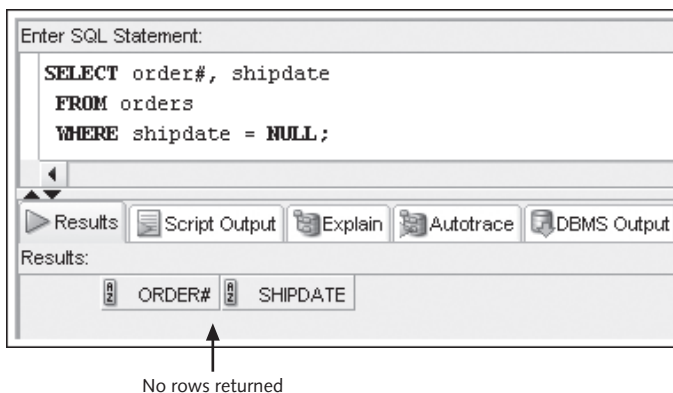 Enter SQL Statement:
SELECT order#, shipdate
FROM orders
WHERE shipdate = NULL;
Results Script Output Explain Autotrace DBMS Output
Results:
ORDER# SHIPDATE
No rows returned